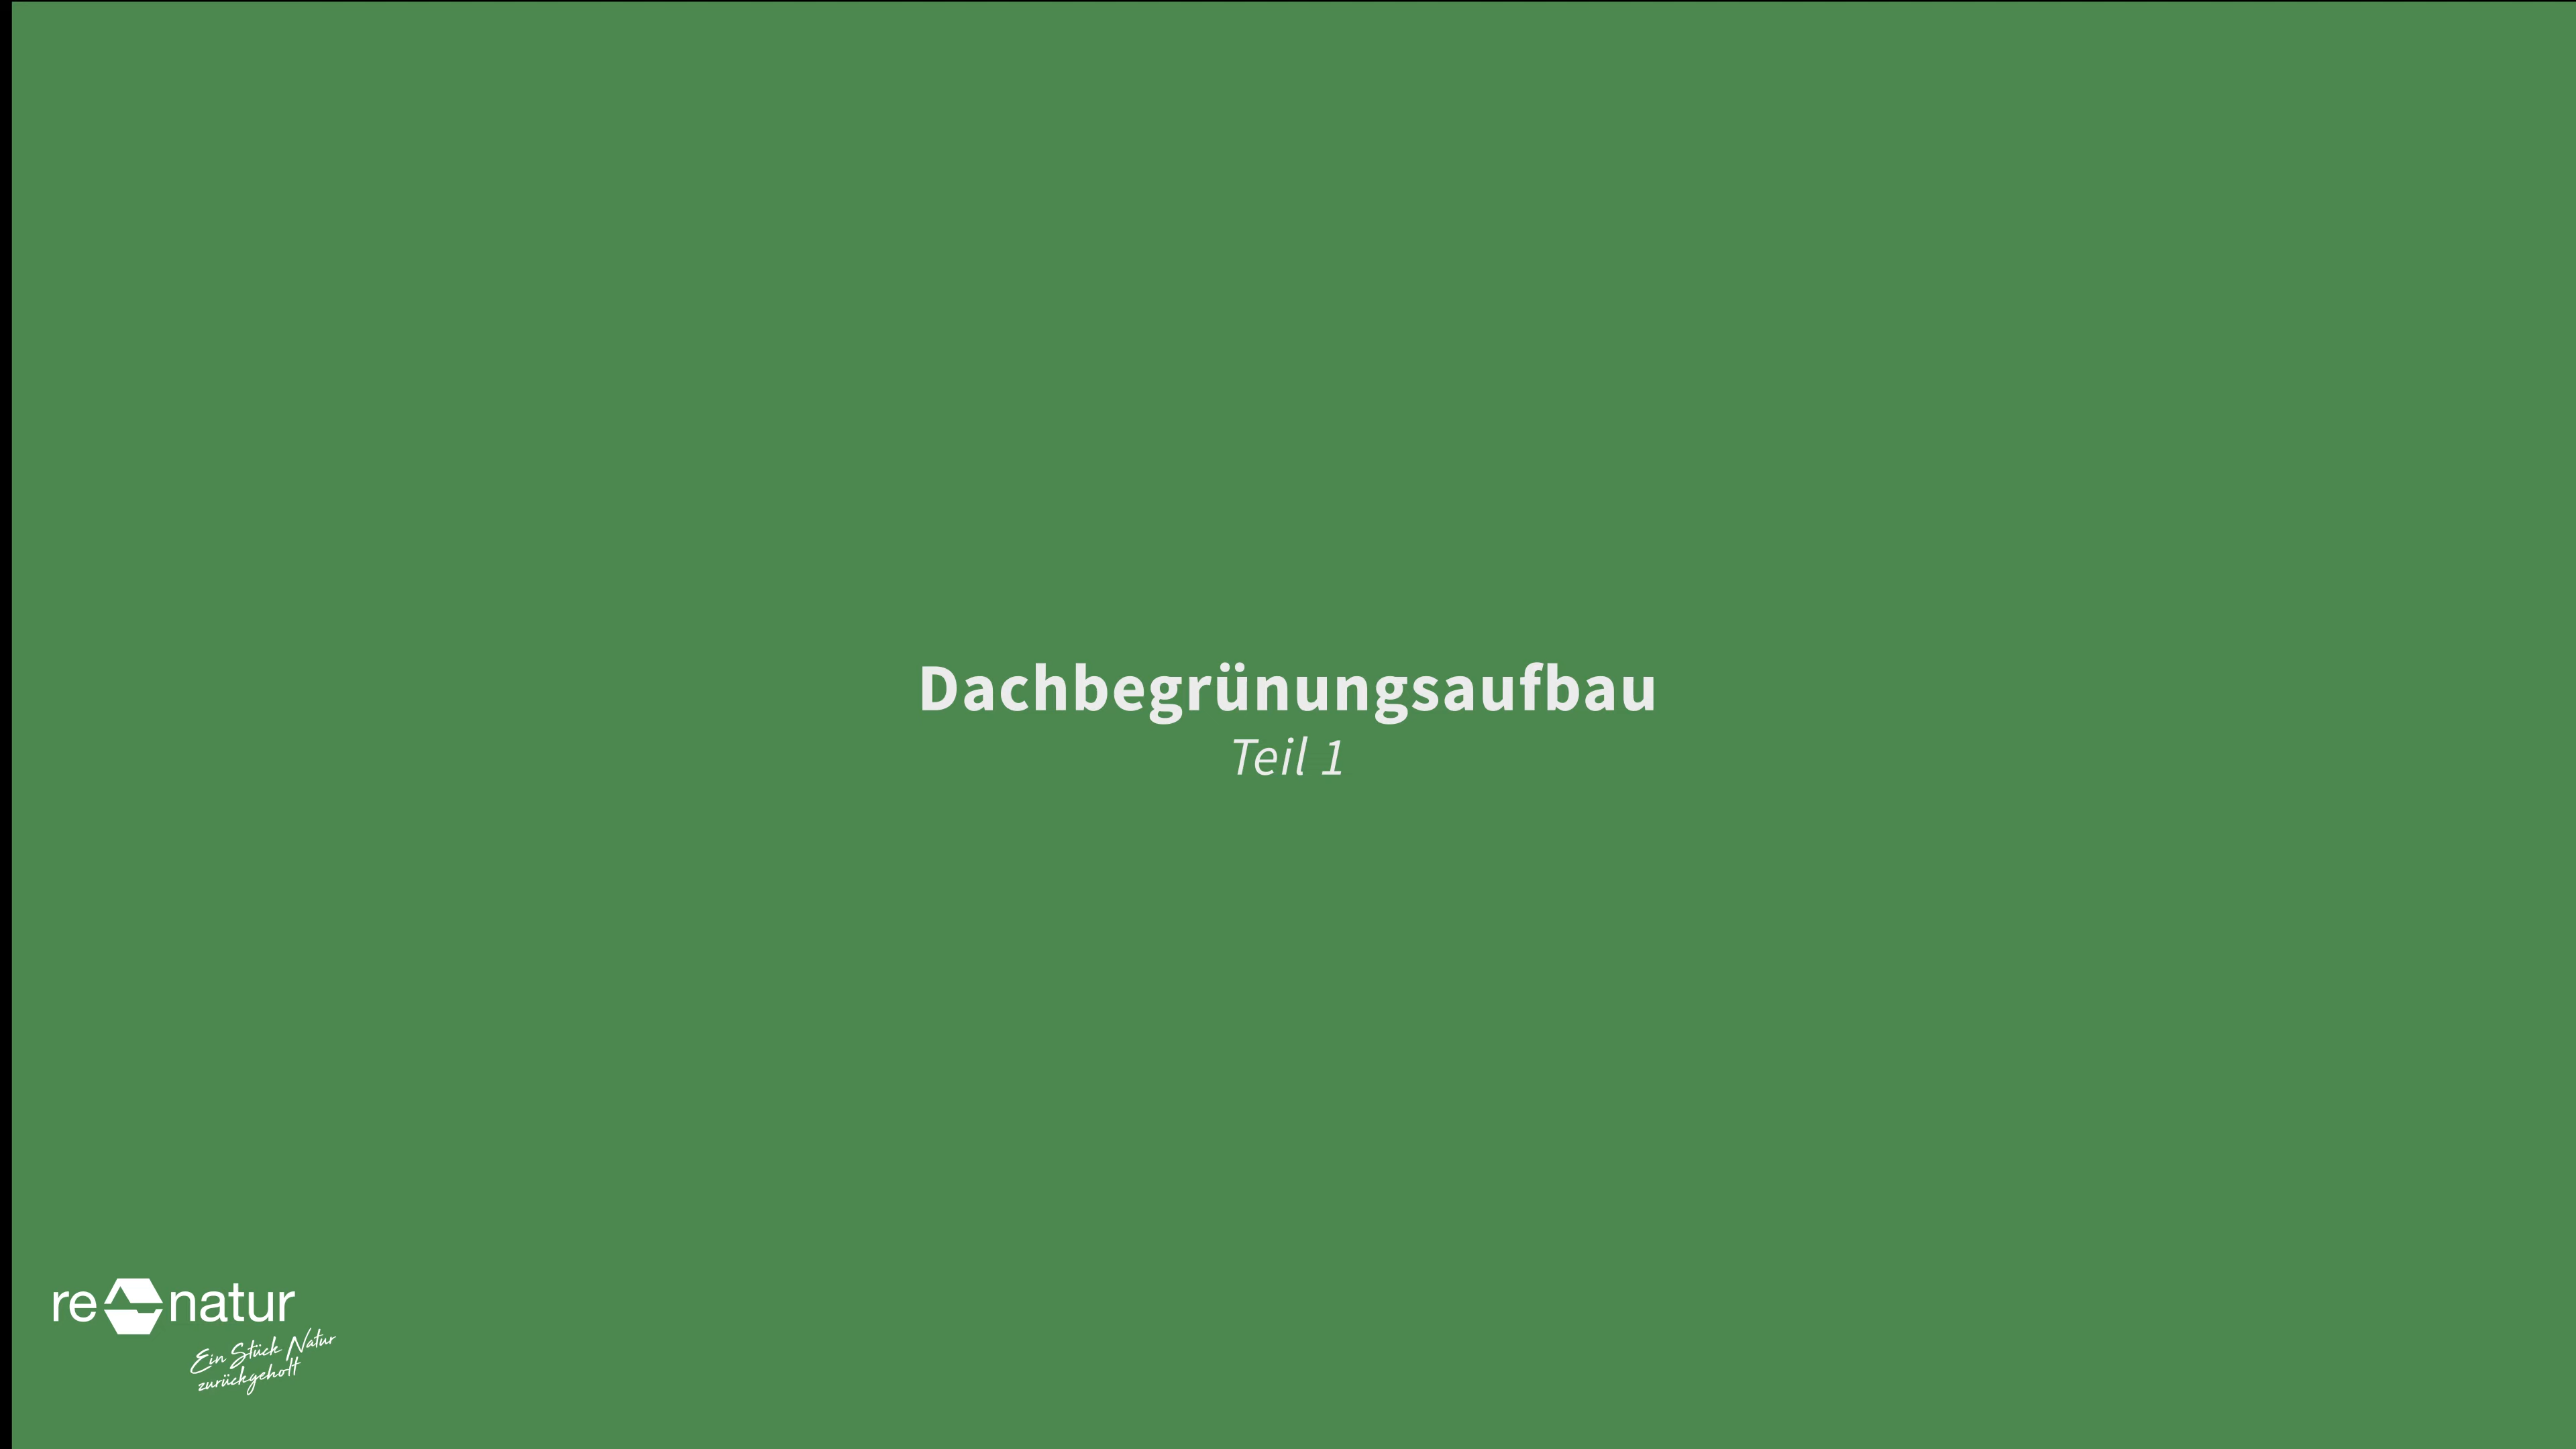 Dachbegrünungsaufbau
Teil 1
re natur
Ein Stück Natur
zurückgeholt